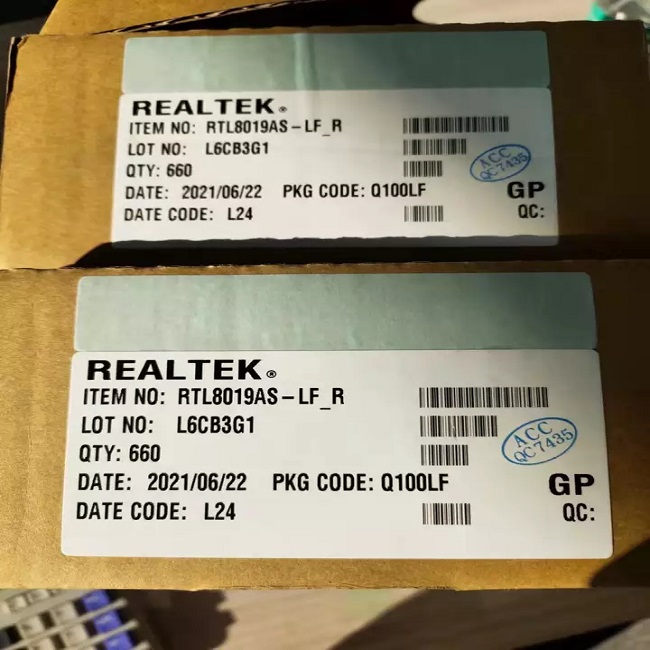 REALTEK®
ITEM NO: RTL8019AS-LF_R
LOT NO: L6CB3G1
QTY: 660
DATE: 2021/06/22 PKG CODE: Q100LF
DATE CODE: L24
ACC
QC7435
GP
QC:
REALTEK®
ITEM NO: RTL8019AS-LF_R
LOT NO: L6CB3G1
QTY: 660
DATE: 2021/06/22 PKG CODE: Q100LF
DATE CODE: L24
ACC
QC7435
GP
QC: